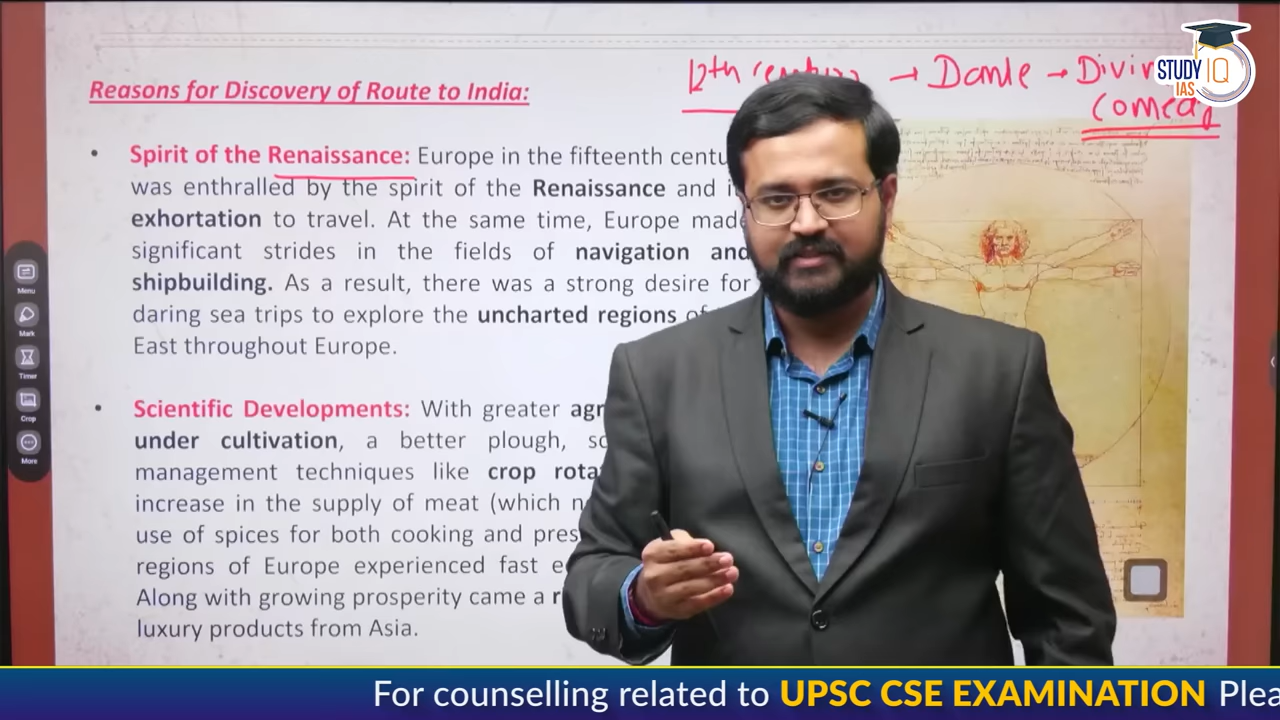 12th century → Dante → Divin
Comedy
STUDY IQ
IAS
Reasons for Discovery of Route to India:
• Spirit of the Renaissance: Europe in the fifteenth centu
was enthralled by the spirit of the Renaissance and i
exhortation to travel. At the same time, Europe made
significant strides in the fields of navigation and
shipbuilding. As a result, there was a strong desire for
daring sea trips to explore the uncharted regions of
East throughout Europe.
• Scientific Developments: With greater agr
under cultivation, a better plough, sc
management techniques like crop rota
increase in the supply of meat (which n
use of spices for both cooking and pres
regions of Europe experienced fast e
Along with growing prosperity came a r
luxury products from Asia.
Menu
Mark
Timer
Crop
More
For counselling related to UPSC CSE EXAMINATION Plea